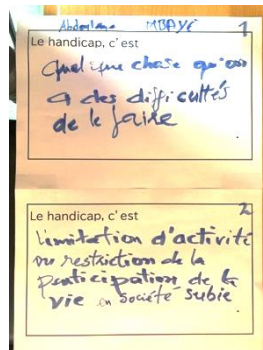 Abdoulaye MBAYE 1
Le handicap, c'est
Quelque chose qu'on
a des difficultés
de le faire
2
Le handicap, c'est
Limitation d'activité
ou restriction de la
participation de la
vie en société subie